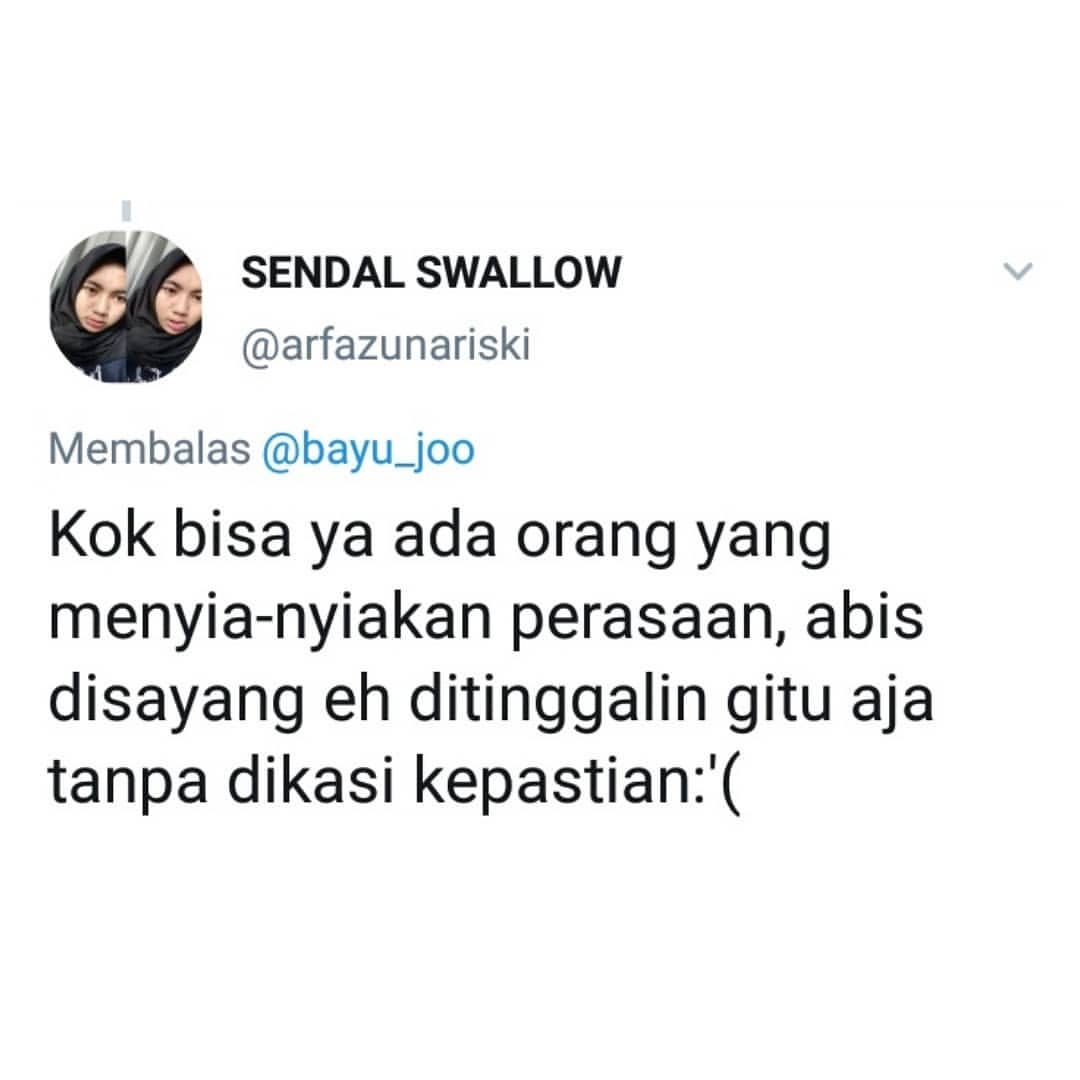 SENDAL SWALLOW
@arfazunariski
Membalas @bayu_joo
Kok bisa ya ada orang yang
menyia-nyiakan perasaan, abis
disayang eh ditinggalin gitu aja
tanpa dikasi kepastian:'(